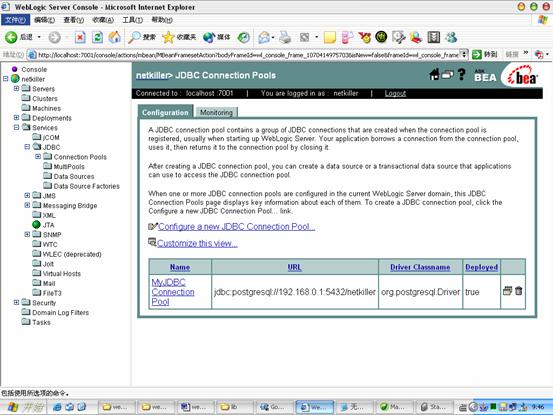 WebLogic Server Console - Microsoft Internet Explorer
文件(F) 编辑(E) 查看(V) 收藏(A) 工具(T) 帮助(H)
后退 搜索 收藏夹 媒体
地址(D) http://localhost:7001/console/actions/mbean/MBeanFramesetAction?bodyFrameId=wl_console_frame_1070414975703&isNew=false&frameId=wl_console_frame_ 转到 链接 »
Console
netkiller
Servers
Clusters
Machines
Deployments
Services
jCOM
JDBC
Connection Pools
MultiPools
Data Sources
Data Source Factories
JMS
Messaging Bridge
XML
JTA
SNMP
WTC
WLEC (deprecated)
Jolt
Virtual Hosts
Mail
FileT3
Security
Domain Log Filters
Tasks
netkiller> JDBC Connection Pools
ASK BEA
bea
Connected to : localhost :7001 | You are logged in as : netkiller | Logout
Configuration Monitoring
A JDBC connection pool contains a group of JDBC connections that are created when the connection pool is
registered, usually when starting up WebLogic Server. Your application borrows a connection from the connection pool,
uses it, then returns it to the connection pool by closing it.
After creating a JDBC connection pool, you can create a data source or a transactional data source that applications
can use to access the JDBC connection pool.
When one or more JDBC connection pools are configured in the current WebLogic Server domain, this JDBC
Connection Pools page displays key information about each of them. To create a JDBC connection pool, click the
Configure a new JDBC Connection Pool... link.
Configure a new JDBC Connection Pool...
Customize this view...
Name URL Driver Classname Deployed
MyJDBC Connection Pool jdbc:postgresql://192.168.0.1:5432/netkiller org.postgresql.Driver true
包括使用所选项的命令。
开始 we... we... lib Go... We... 无... Ma... Sta... 9:46